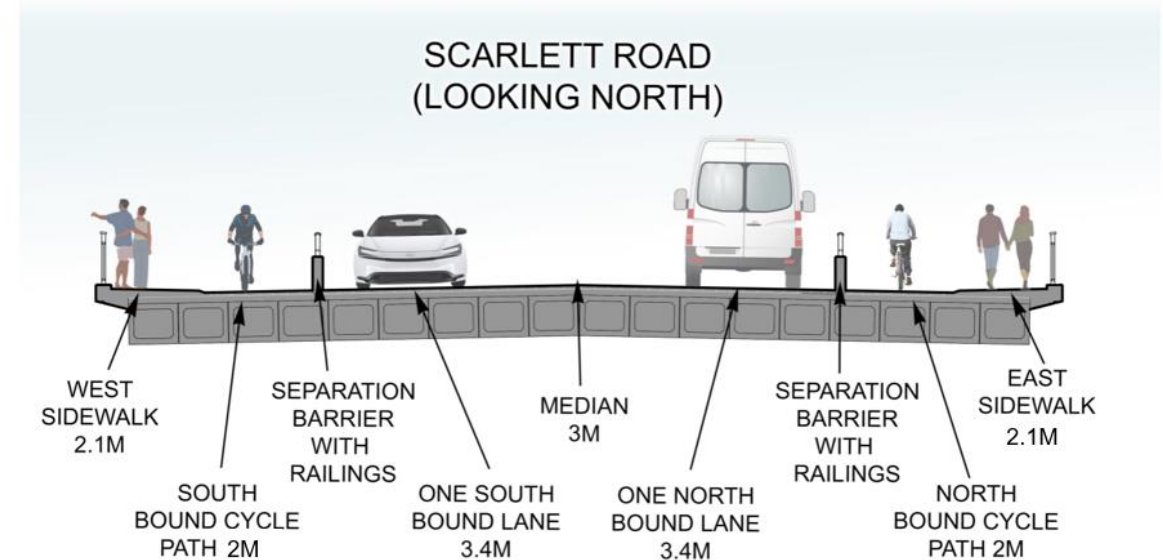 SCARLETT ROAD
(LOOKING NORTH)
WEST
SIDEWALK
2.1M
SOUTH
BOUND CYCLE
PATH 2M
SEPARATION
BARRIER
WITH
RAILINGS
ONE SOUTH
BOUND LANE
3.4M
MEDIAN
3M
ONE NORTH
BOUND LANE
3.4M
SEPARATION
BARRIER
WITH
RAILINGS
NORTH
BOUND CYCLE
PATH 2M
EAST
SIDEWALK
2.1M